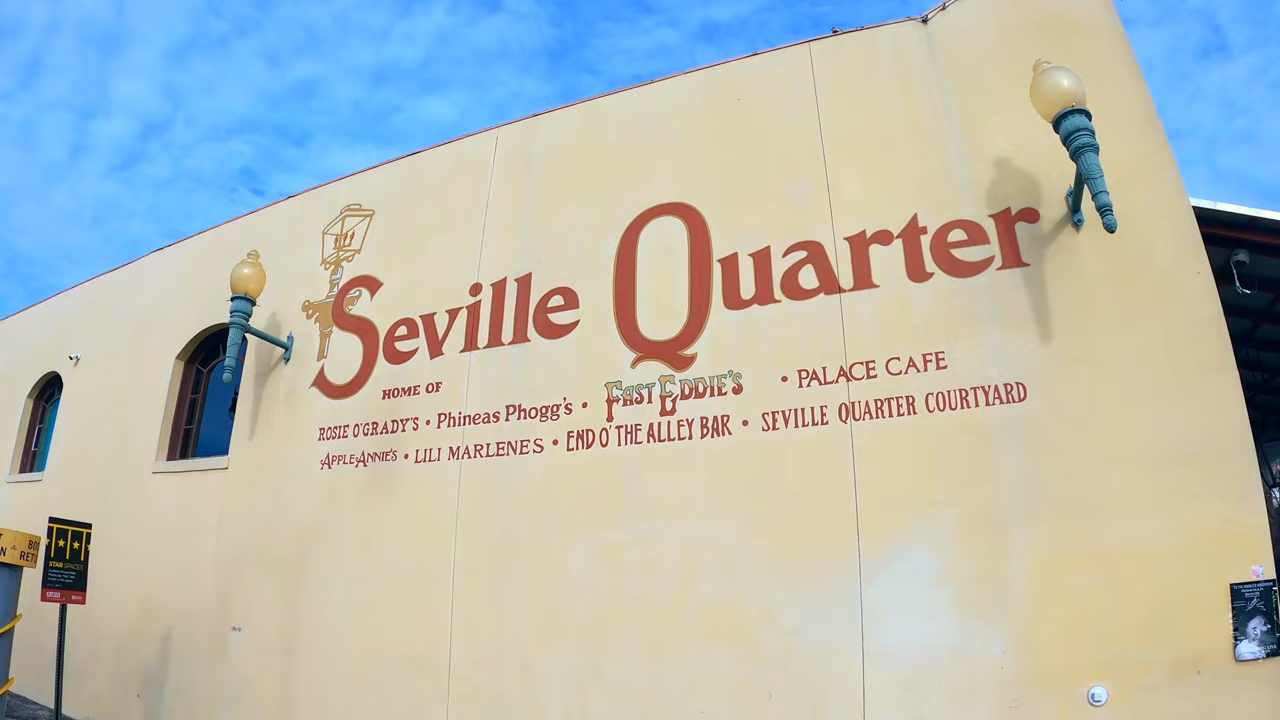 Seville Quarter
HOME OF
ROSIE O'GRADY'S • Phineas Phogg's • FAST EDDIE'S • PALACE CAFE
APPLE ANNIE'S • LILI MARLENE'S • END O' THE ALLEY BAR • SEVILLE QUARTER COURTYARD
STAR SPACES